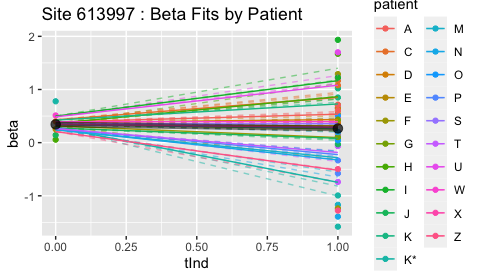 Site 613997 : Beta Fits by Patient
patient
2
1
0
-1
beta
0.00 0.25 0.50 0.75 1.00
tInd
A M
C N
D O
E P
F S
G T
H U
I W
J X
K Z
K*